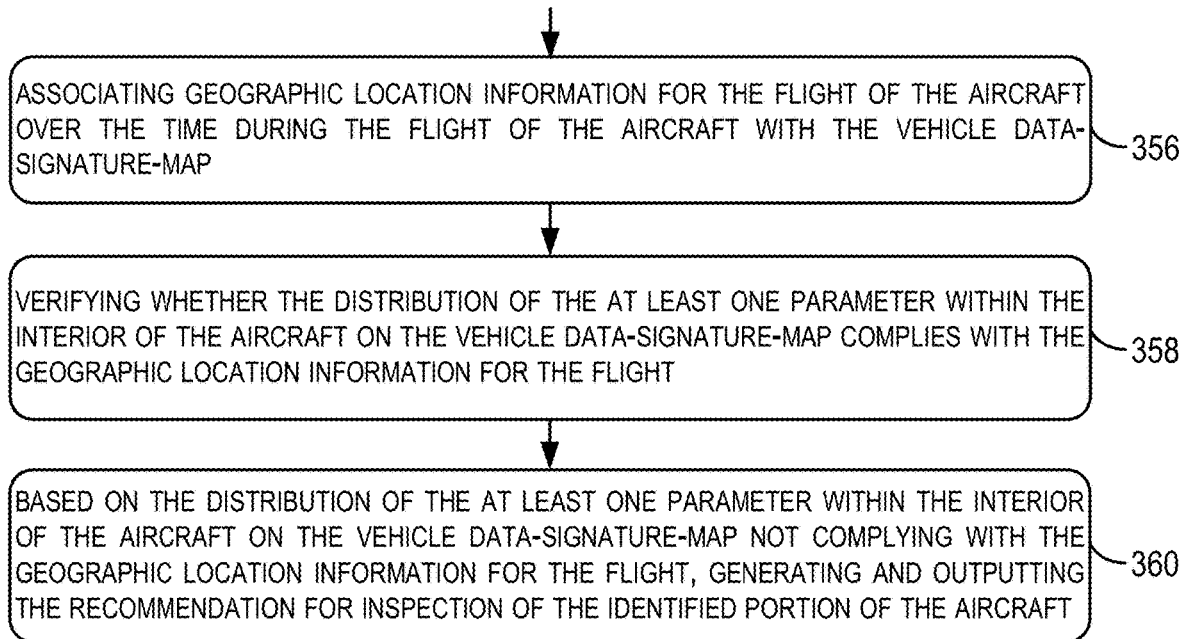 ASSOCIATING GEOGRAPHIC LOCATION INFORMATION FOR THE FLIGHT OF THE AIRCRAFT
OVER THE TIME DURING THE FLIGHT OF THE AIRCRAFT WITH THE VEHICLE DATA-
SIGNATURE-MAP
356
VERIFYING WHETHER THE DISTRIBUTION OF THE AT LEAST ONE PARAMETER WITHIN THE
INTERIOR OF THE AIRCRAFT ON THE VEHICLE DATA-SIGNATURE-MAP COMPLIES WITH THE
GEOGRAPHIC LOCATION INFORMATION FOR THE FLIGHT
358
BASED ON THE DISTRIBUTION OF THE AT LEAST ONE PARAMETER WITHIN THE INTERIOR
OF THE AIRCRAFT ON THE VEHICLE DATA-SIGNATURE-MAP NOT COMPLYING WITH THE
GEOGRAPHIC LOCATION INFORMATION FOR THE FLIGHT, GENERATING AND OUTPUTTING
THE RECOMMENDATION FOR INSPECTION OF THE IDENTIFIED PORTION OF THE AIRCRAFT
360